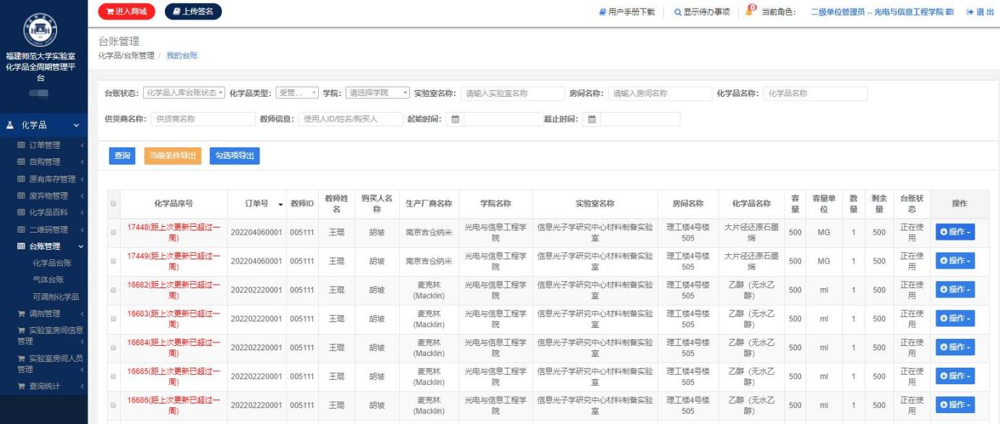 进入商城
上传签名
用户手册下载
显示待办事项
0
当前角色:
二级单位管理员 -- 光电与信息工程学院
退出
福建师范大学实验室
化学品全周期管理平
台
化学品
订单管理
自购管理
原有库存管理
废弃物管理
化学品百科
二维码管理
台账管理
化学品台账
气体台账
可调剂化学品
调剂管理
实验室房间信息
管理
实验室房间人员
管理
查询统计
台账管理
化学品/台账管理 / 我的台账
台账状态: 化学品入库台账状态 化学品类型: 受管... 学院: 请选择学院 实验室名称: 请输入实验室名称 房间名称: 请输入房间名称 化学品名称: 化学品名称
供货商名称: 供货商名称 教师信息: 使用人ID/姓名/购买人 起始时间: 截止时间:
查询 当前条件导出 勾选项导出
化学品序号 订单号 教师ID 教师姓名 购买人名称 生产厂商名称 学院名称 实验室名称 房间名称 化学品名称 容量 容量单位 数量 剩余量 台账状态 操作
17448(距上次更新已超过一周) 202204060001 005111 王琨 胡坡 南京吉仓纳米 光电与信息工程学院 信息光子学研究中心材料制备实验室 理工楼4号楼505 大片径还原石墨烯 500 MG 1 500 正在使用 操作
17449(距上次更新已超过一周) 202204060001 005111 王琨 胡坡 南京吉仓纳米 光电与信息工程学院 信息光子学研究中心材料制备实验室 理工楼4号楼505 大片径还原石墨烯 500 MG 1 500 正在使用 操作
16682(距上次更新已超过一周) 202202220001 005111 王琨 胡坡 麦克林(Macklin) 光电与信息工程学院 信息光子学研究中心材料制备实验室 理工楼4号楼505 乙醇（无水乙醇） 500 ml 1 500 正在使用 操作
16683(距上次更新已超过一周) 202202220001 005111 王琨 胡坡 麦克林(Macklin) 光电与信息工程学院 信息光子学研究中心材料制备实验室 理工楼4号楼505 乙醇（无水乙醇） 500 ml 1 500 正在使用 操作
16684(距上次更新已超过一周) 202202220001 005111 王琨 胡坡 麦克林(Macklin) 光电与信息工程学院 信息光子学研究中心材料制备实验室 理工楼4号楼505 乙醇（无水乙醇） 500 ml 1 500 正在使用 操作
16685(距上次更新已超过一周) 202202220001 005111 王琨 胡坡 麦克林(Macklin) 光电与信息工程学院 信息光子学研究中心材料制备实验室 理工楼4号楼505 乙醇（无水乙醇） 500 ml 1 500 正在使用 操作
16686(距上次更新已超过一周) 202202220001 005111 王琨 胡坡 麦克林(Macklin) 光电与信息工程学院 信息光子学研究中心材料制备实验室 理工楼4号楼505 乙醇（无水乙醇） 500 ml 1 500 正在使用 操作